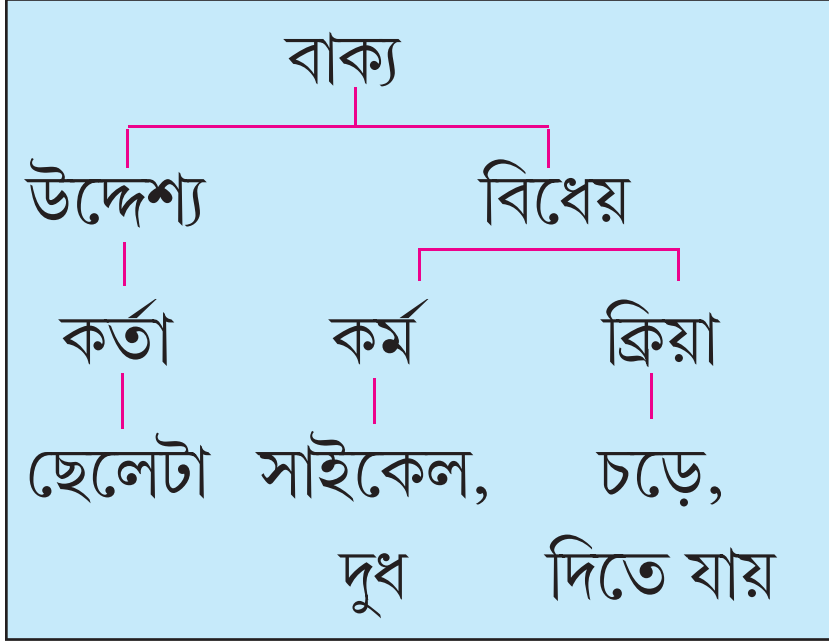 বাক্য
উদ্দেশ্য বিধেয়
কর্তা কর্ম ক্রিয়া
ছেলেটা সাইকেল, চড়ে,
দুধ দিতে যায়